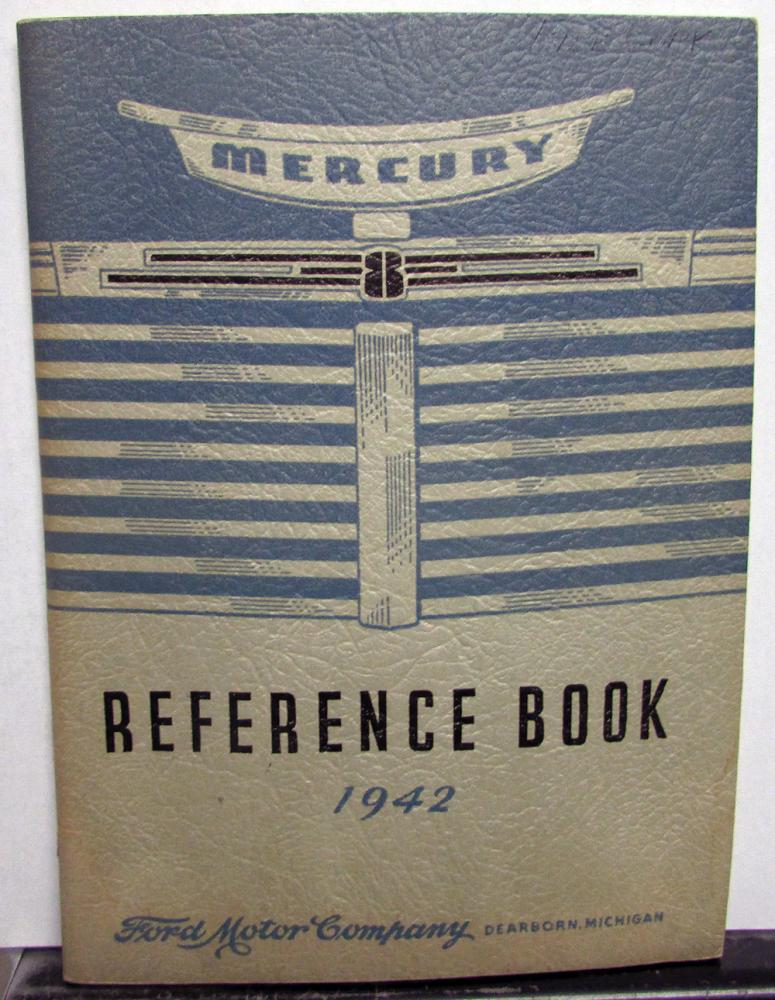 MERCURY
8
REFERENCE BOOK
1942
Ford Motor Company DEARBORN, MICHIGAN